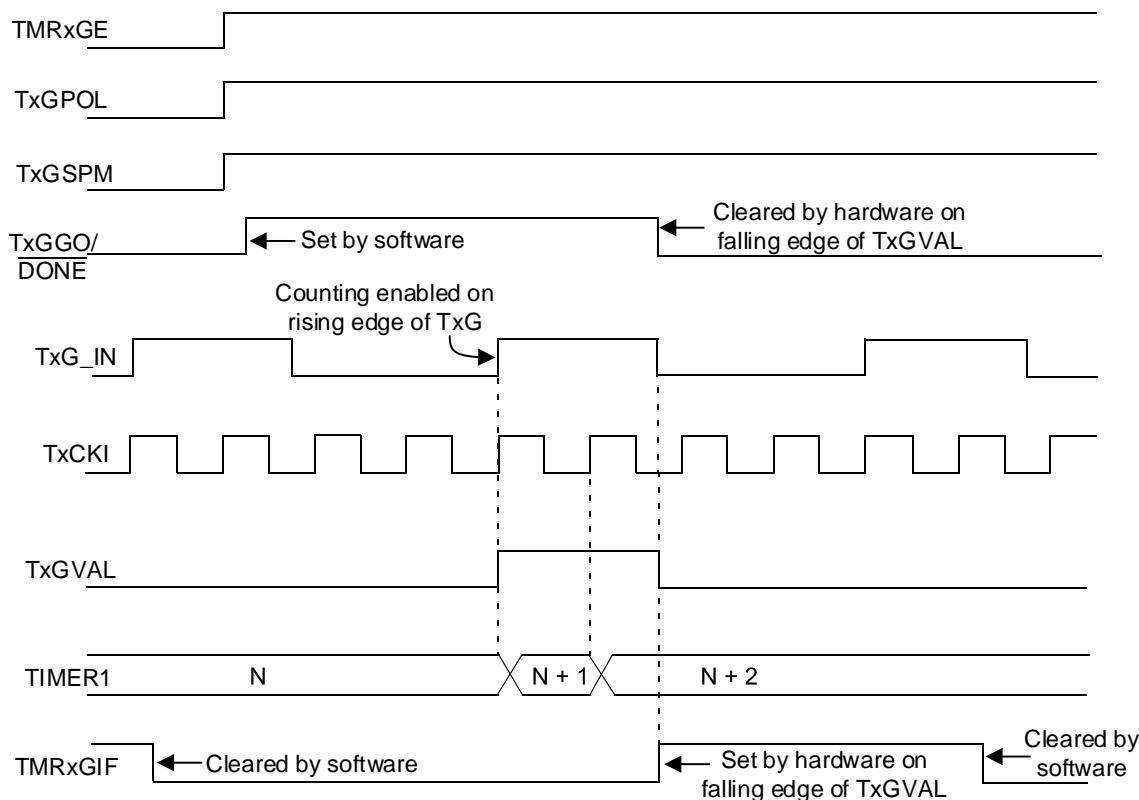 TMRxGE
TxGPOL
TxGSPM
TxGGO/
DONE
Set by software
Cleared by hardware on
falling edge of TxGVAL
Counting enabled on
rising edge of TxG
TxG_IN
TxCKI
TxGVAL
TIMER1
N
N + 1
N + 2
TMRxGIF
Cleared by software
Set by hardware on
falling edge of TxGVAL
Cleared by
software